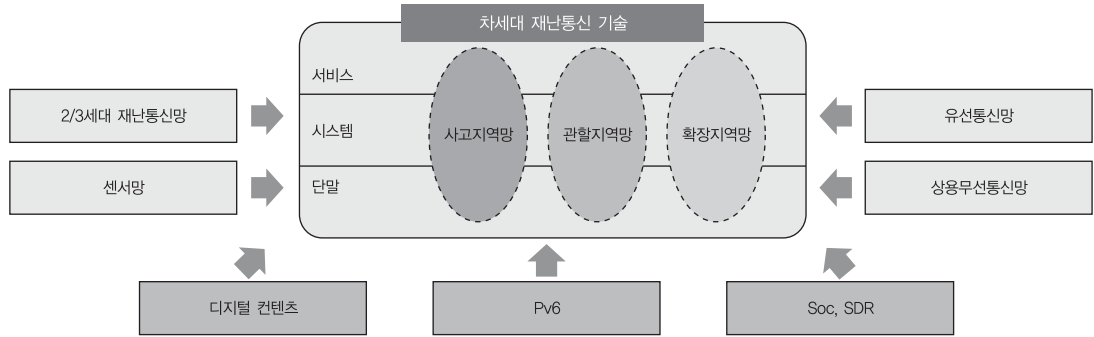 차세대 재난통신 기술
서비스
시스템
단말
사고지역망
관할지역망
확장지역망
2/3세대 재난통신망
센서망
유선통신망
상용무선통신망
디지털 컨텐츠
Pv6
Soc, SDR